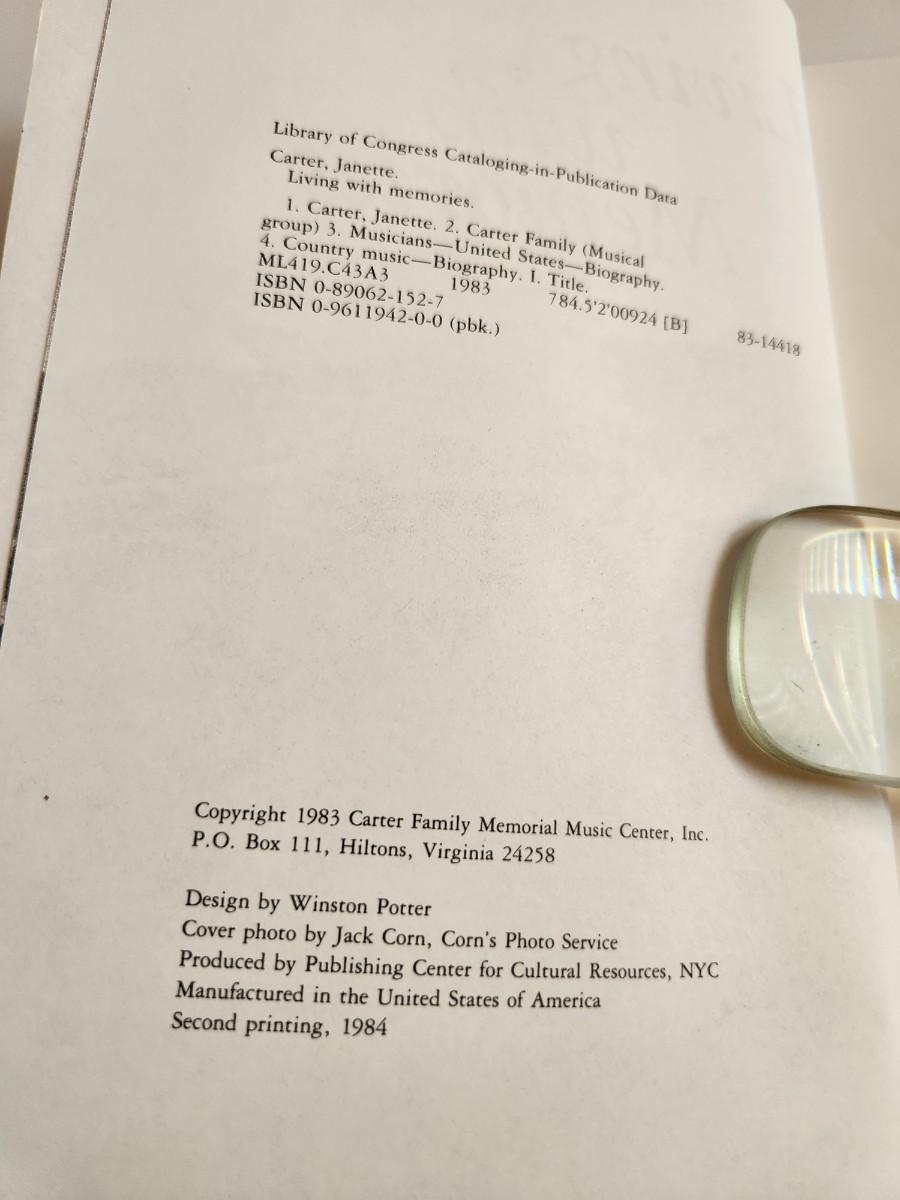 Library of Congress Cataloging-in-Publication Data
Carter, Janette.
Living with memories.
1. Carter, Janette. 2. Carter Family (Musical
group) 3. Musicians—United States—Biography.
4. Country music—Biography. I. Title.
ML419.C43A3 1983 784.5'2'00924 [B] 83-14418
ISBN 0-89062-152-7
ISBN 0-9611942-0-0 (pbk.)
Copyright 1983 Carter Family Memorial Music Center, Inc.
P.O. Box 111, Hiltons, Virginia 24258
Design by Winston Potter
Cover photo by Jack Corn, Corn's Photo Service
Produced by Publishing Center for Cultural Resources, NYC
Manufactured in the United States of America
Second printing, 1984